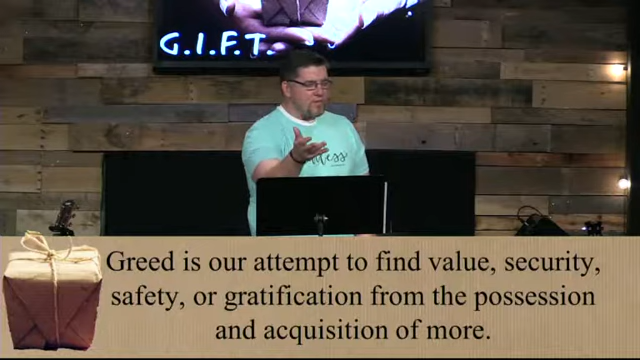 G.I.F.T.
Greed is our attempt to find value, security,
safety, or gratification from the possession
and acquisition of more.